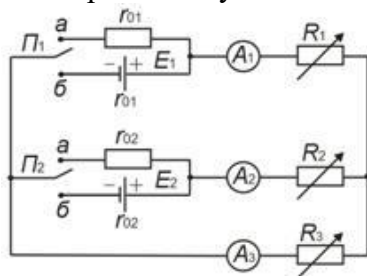 a r₀₁ R₁
П₁ - + E₁ A₁
б r₀₁
a r₀₂ R₂
П₂ - + E₂ A₂
б r₀₂ R₃
A₃